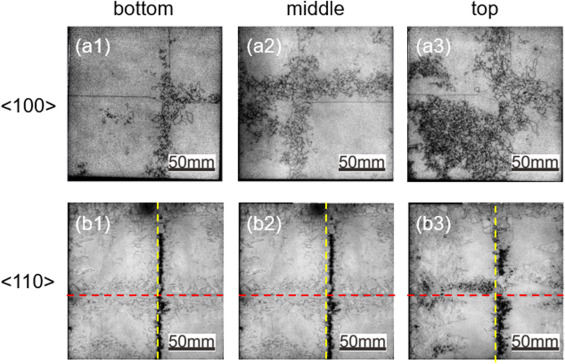 bottom middle top
<100>
(a1) (a2) (a3)
50mm 50mm 50mm
<110>
(b1) (b2) (b3)
50mm 50mm 50mm